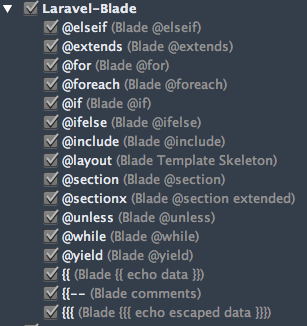 Laravel-Blade
@elseif (Blade @elseif)
@extends (Blade @extends)
@for (Blade @for)
@foreach (Blade @foreach)
@if (Blade @if)
@ifelse (Blade @ifelse)
@include (Blade @include)
@layout (Blade Template Skeleton)
@section (Blade @section)
@sectionx (Blade @section extended)
@unless (Blade @unless)
@while (Blade @while)
@yield (Blade @yield)
{{ (Blade {{ echo data }})
{{-- (Blade comments)
{{{ (Blade {{{ echo escaped data }}})